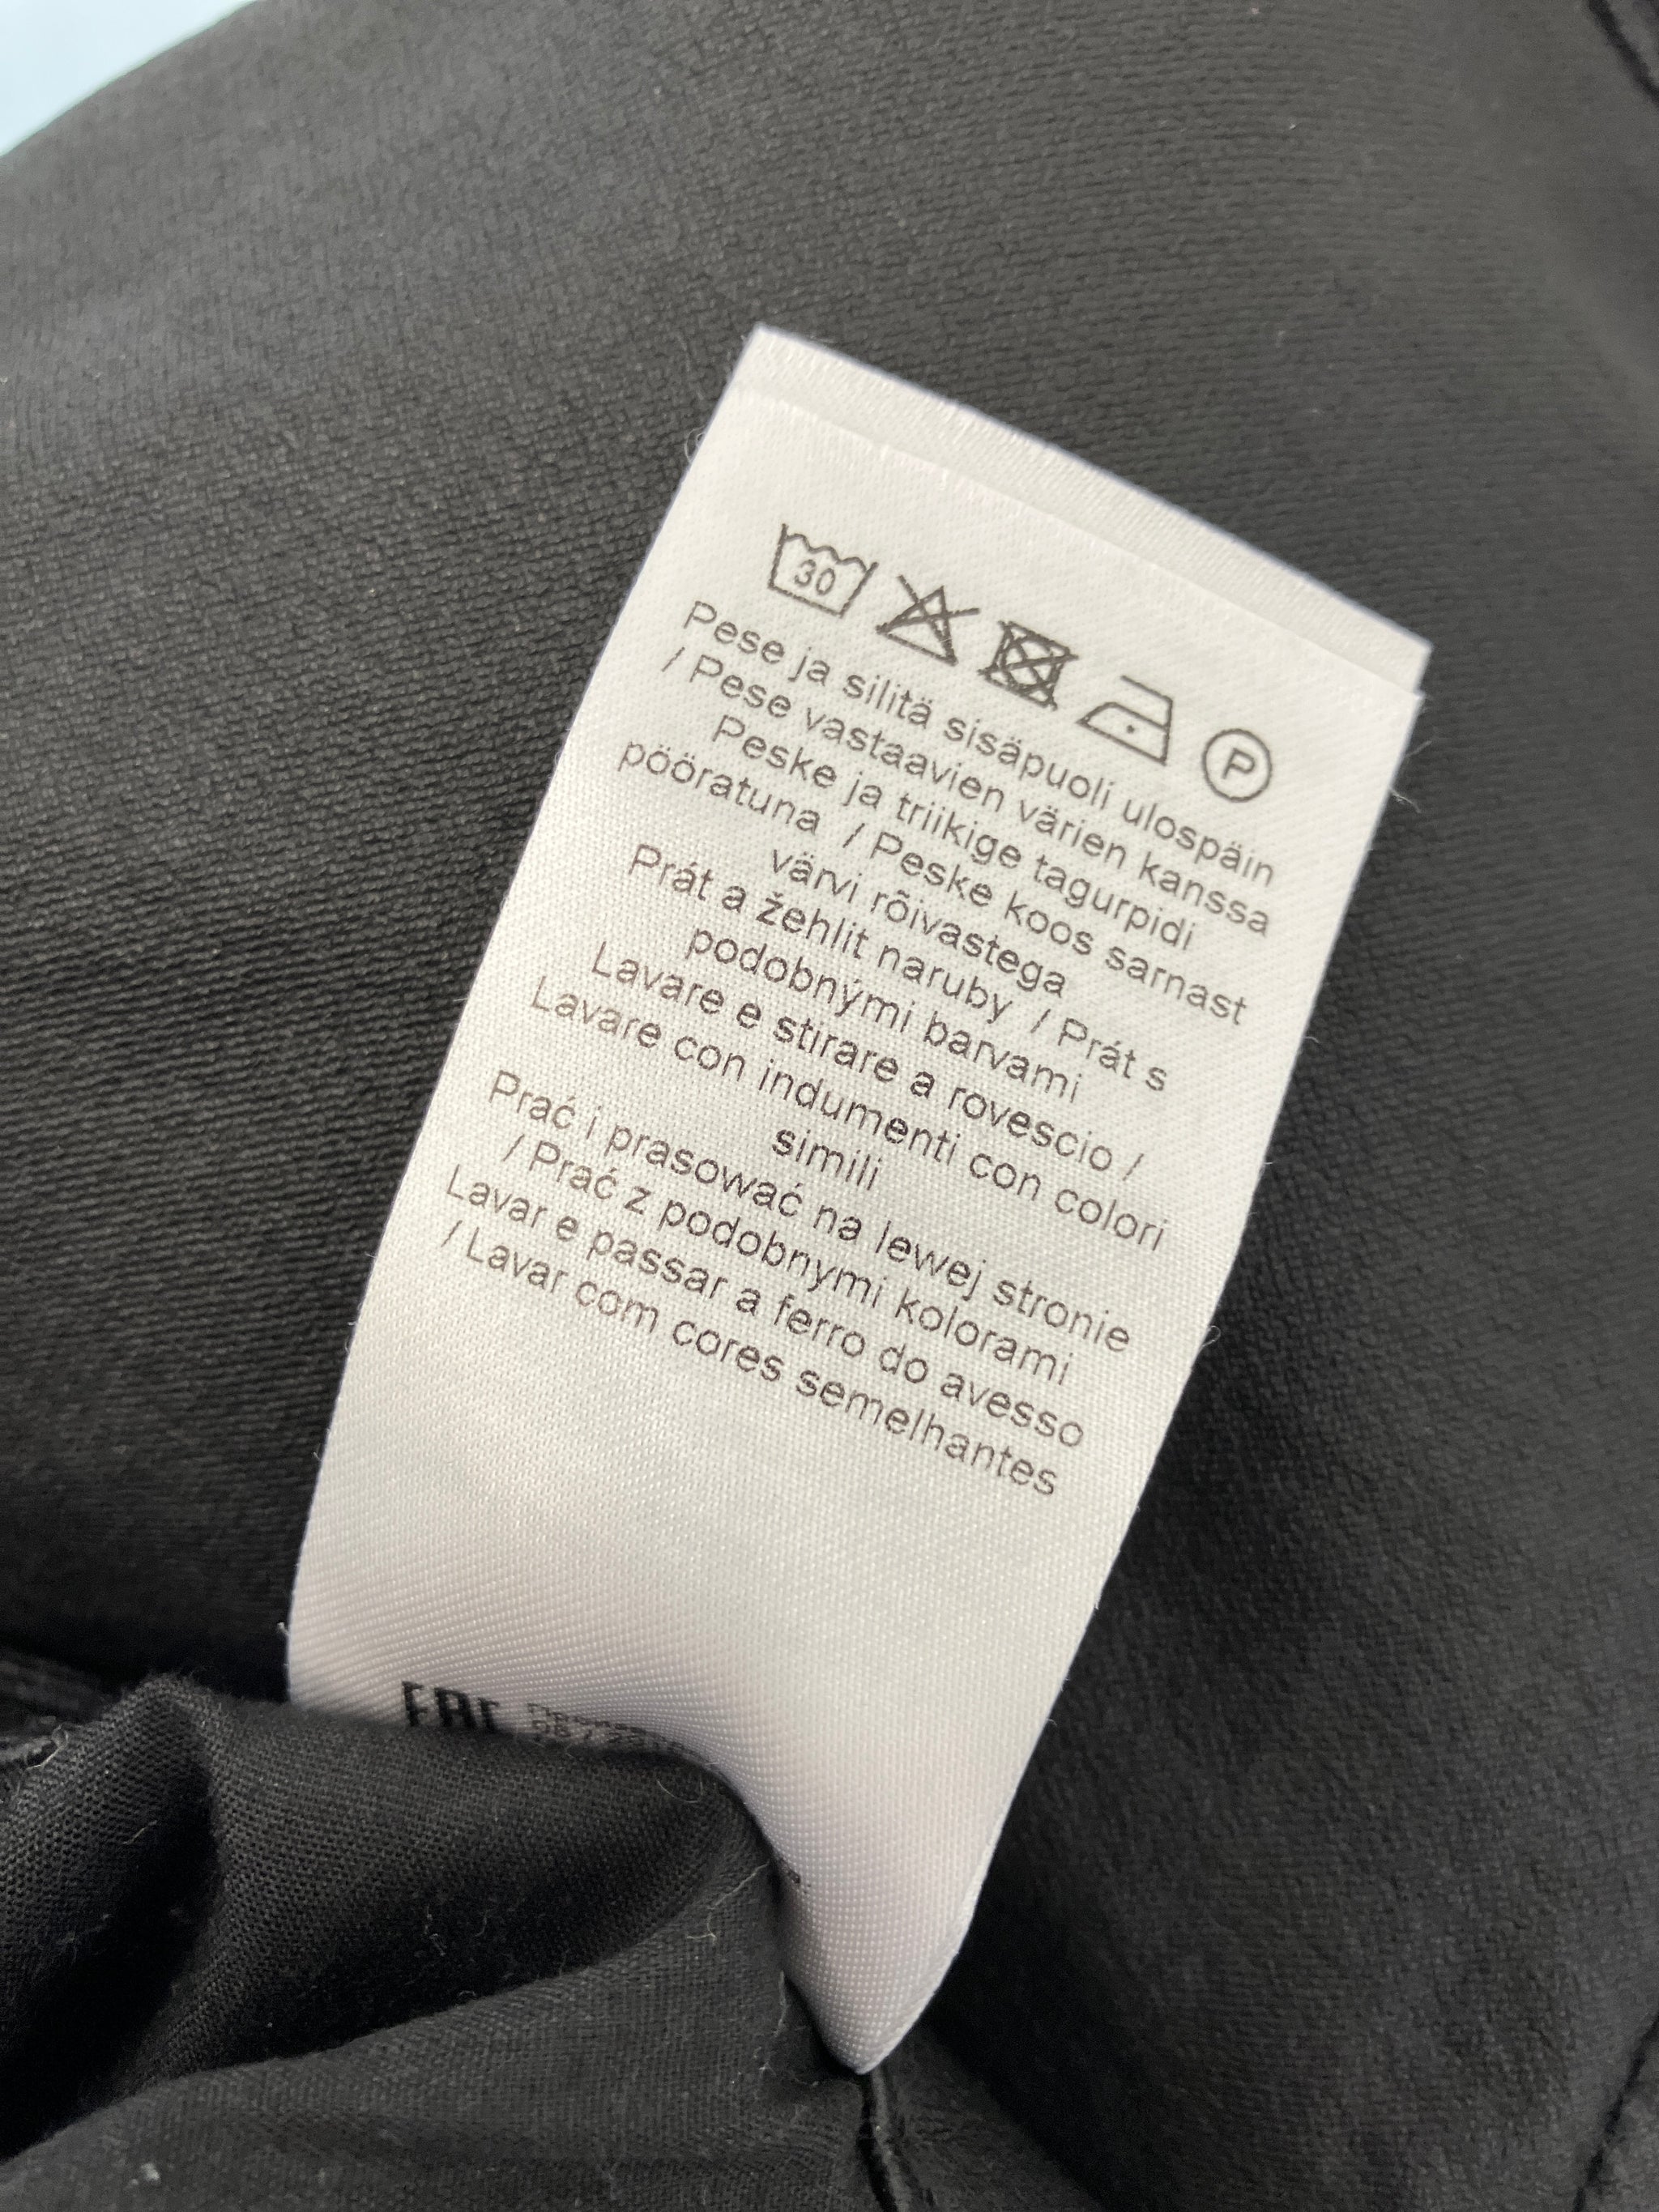 30
P
Pese ja silitä sisäpuoli ulospäin
/ Pese vastaavien värien kanssa
Peske ja triikige tagurpidi
pööratuna / Peske koos sarnast
värvi rõivastega
Prát a žehlit naruby / Prát s
podobnými barvami
Lavare e stirare a rovescio /
Lavare con indumenti con colori
simili
Prać i prasować na lewej stronie
/ Prać z podobnymi kolorami
Lavar e passar a ferro do avesso
/ Lavar com cores semelhantes
EAC